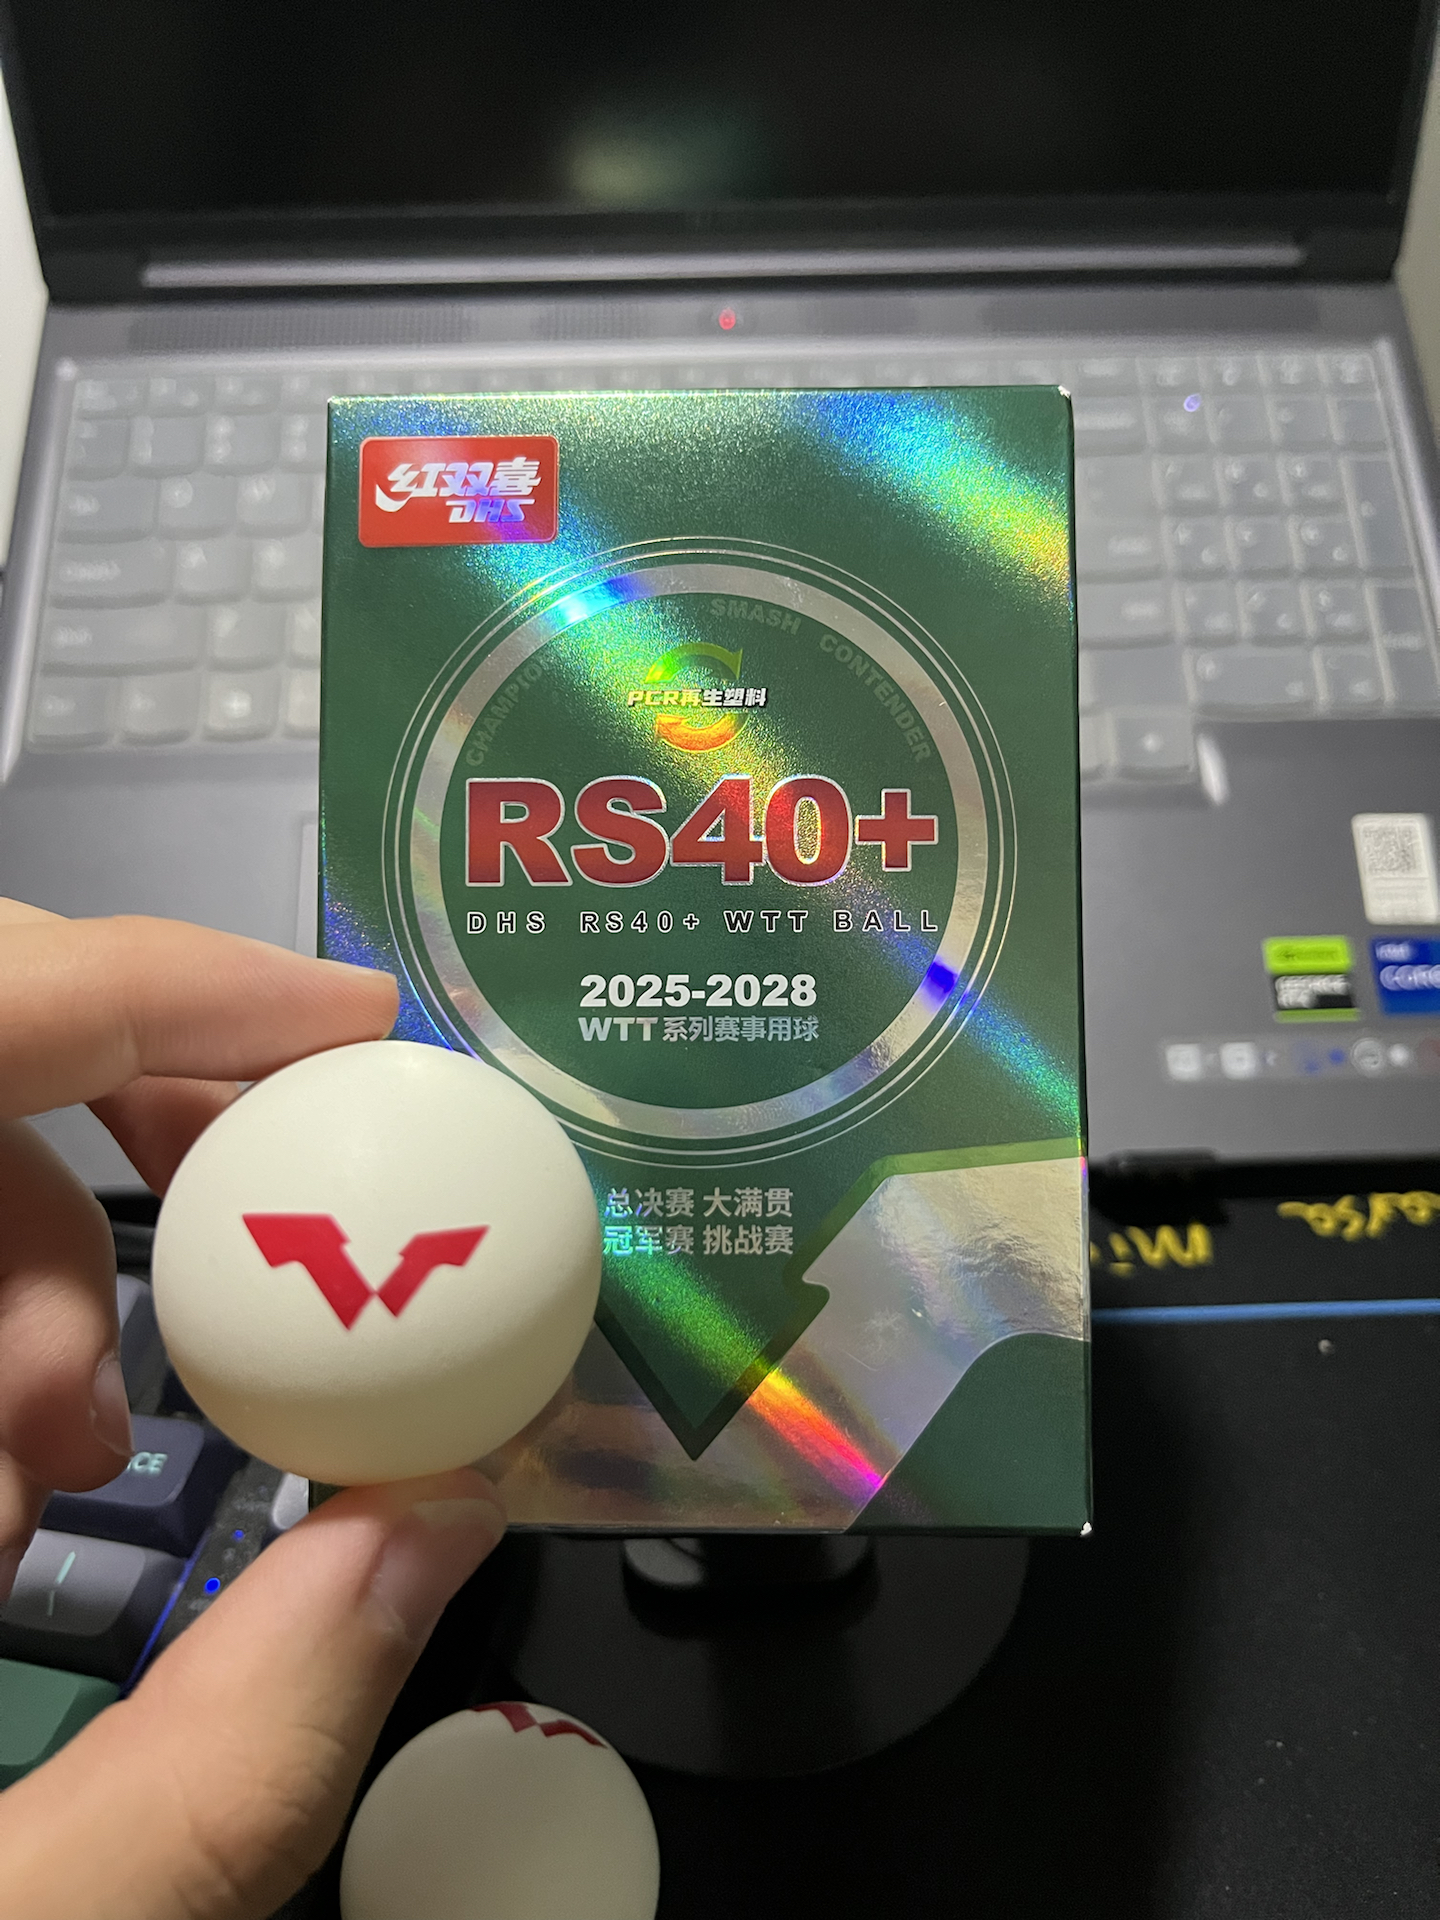 红双喜
DHS
CHAMPION SMASH CONTENDER
PCR再生塑料
RS40+
DHS RS40+ WTT BALL
2025-2028
WTT系列赛事用球
总决赛 大满贯
冠军赛 挑战赛
CORE